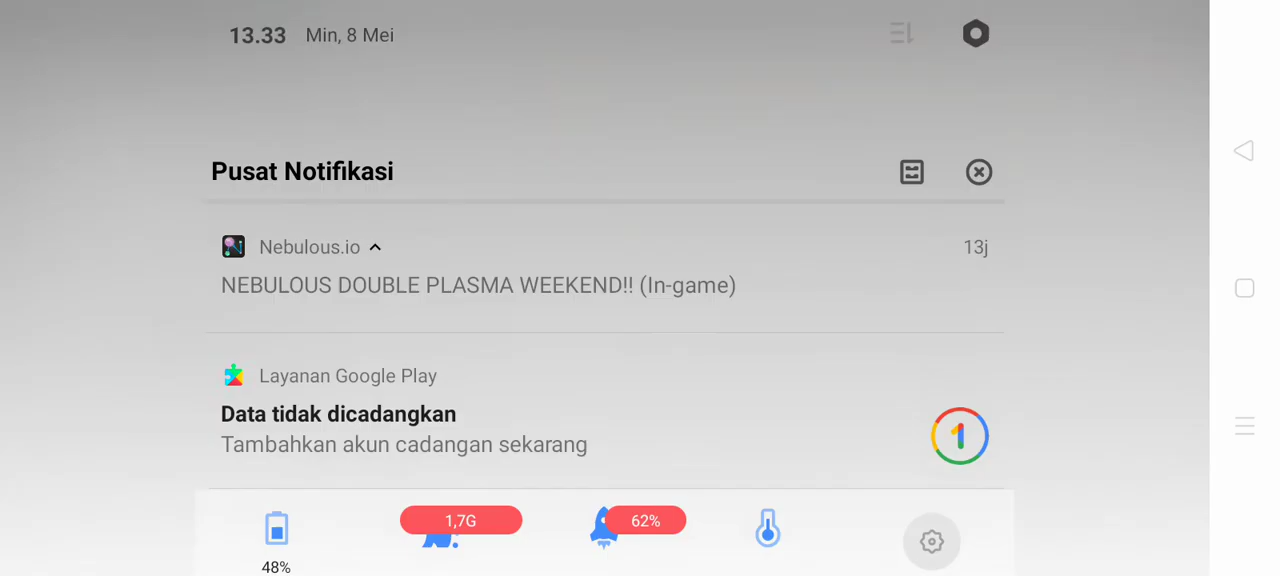 13.33 Min, 8 Mei
Pusat Notifikasi
Nebulous.io 13j
NEBULOUS DOUBLE PLASMA WEEKEND!! (In-game)
Layanan Google Play
Data tidak dicadangkan
Tambahkan akun cadangan sekarang
1
1,7G 62%
48%